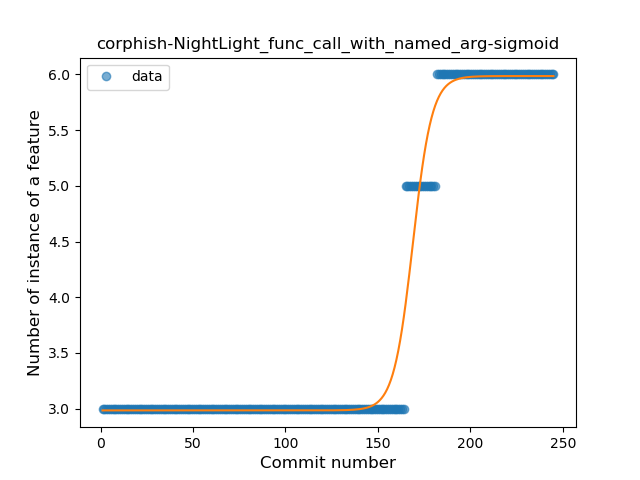 corphish-NightLight_func_call_with_named_arg-sigmoid
data
Number of instance of a feature
6.0
5.5
5.0
4.5
4.0
3.5
3.0
0 50 100 150 200 250
Commit number